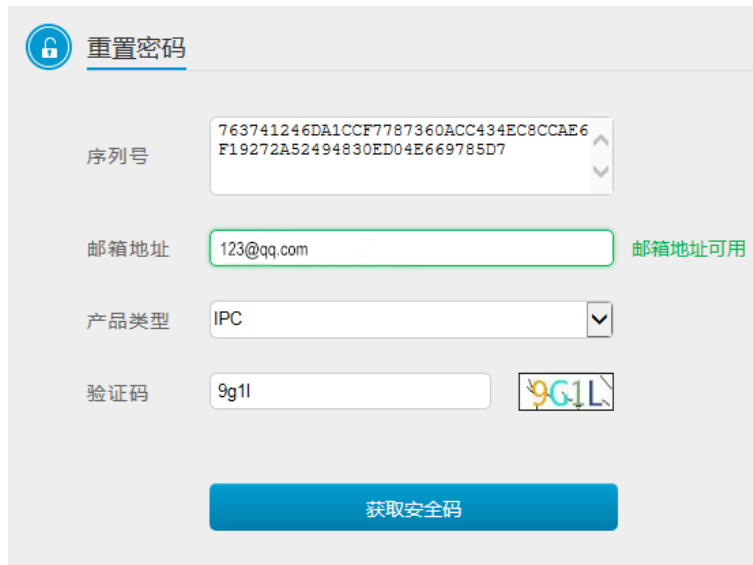 重置密码
序列号
763741246DA1CCF7787360ACC434EC8CCAE6
F19272A52494830ED04E669785D7
邮箱地址
123@qq.com
邮箱地址可用
产品类型
IPC
验证码
9g1l
9G1L
获取安全码